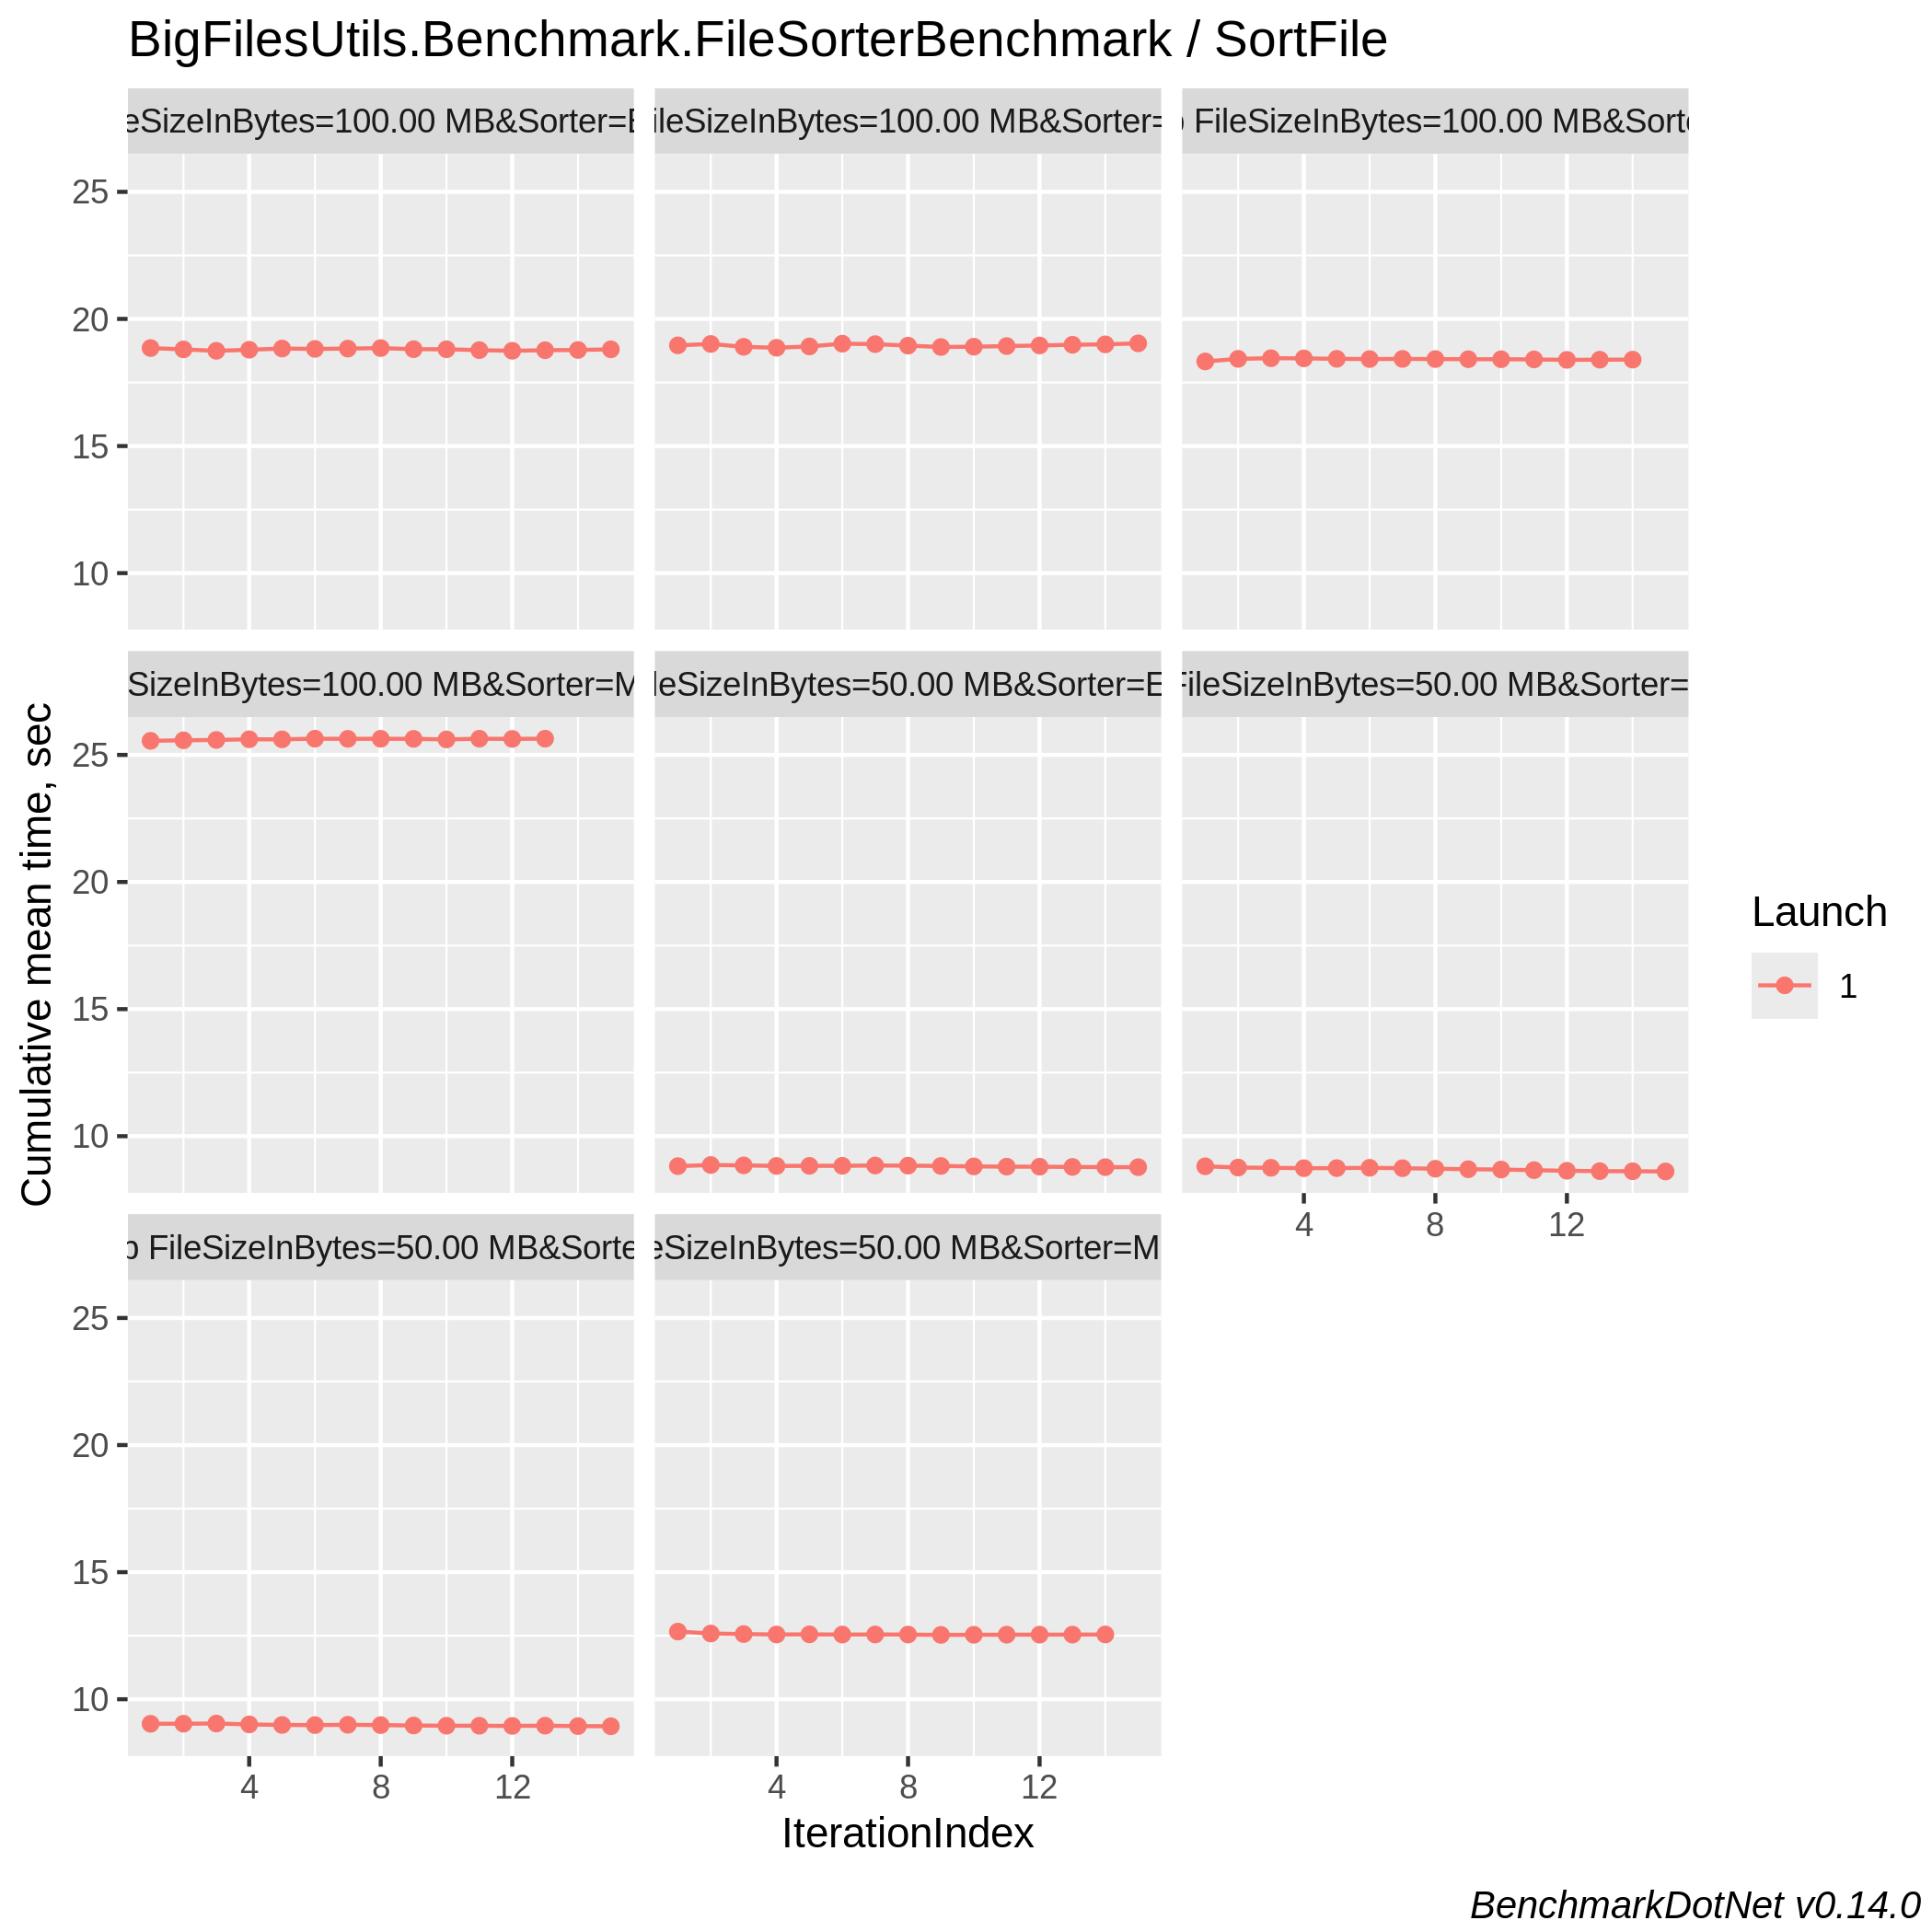 BigFilesUtils.Benchmark.FileSorterBenchmark / SortFile
eSizeInBytes=100.00 MB&Sorter=E
ileSizeInBytes=100.00 MB&Sorter=
FileSizeInBytes=100.00 MB&Sorte
25
20
15
10
SizeInBytes=100.00 MB&Sorter=M
leSizeInBytes=50.00 MB&Sorter=E
FileSizeInBytes=50.00 MB&Sorter=
25
20
15
10
4 8 12
FileSizeInBytes=50.00 MB&Sorte
eSizeInBytes=50.00 MB&Sorter=M
25
20
15
10
4 8 12
4 8 12
IterationIndex
Cumulative mean time, sec
Launch
1
BenchmarkDotNet v0.14.0